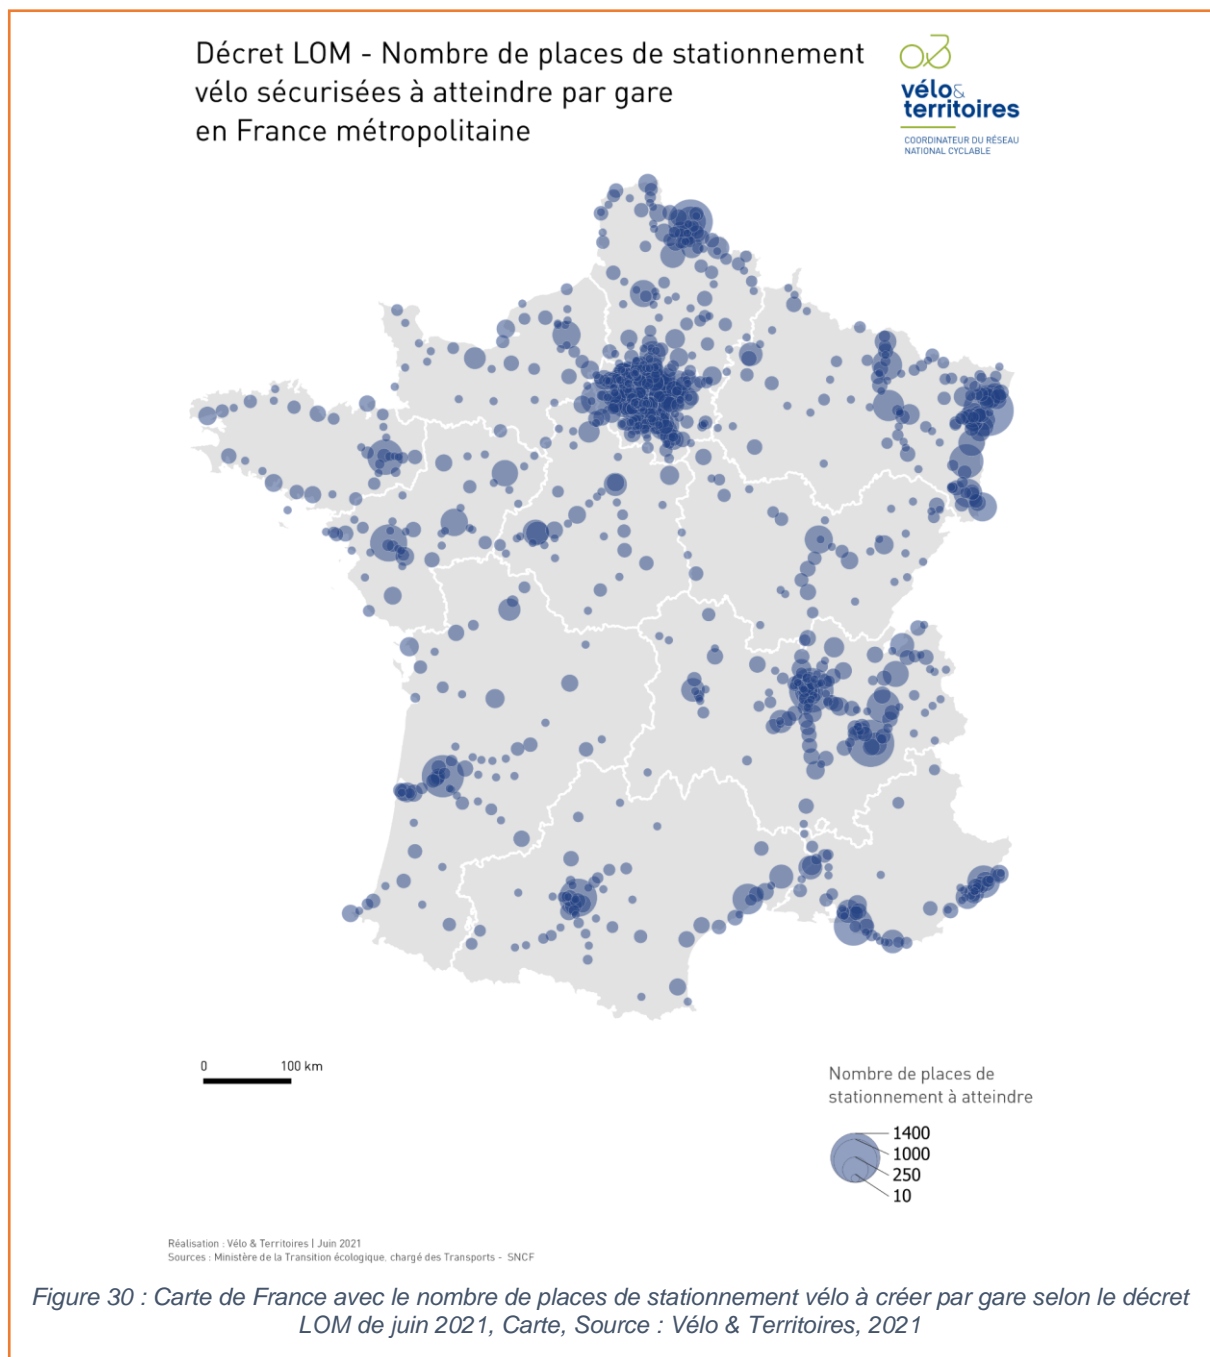 Décret LOM - Nombre de places de stationnement
vélo sécurisées à atteindre par gare
en France métropolitaine
vélo&
territoires
COORDINATEUR DU RÉSEAU
NATIONAL CYCLABLE
0 100 km
Nombre de places de
stationnement à atteindre
1400
1000
250
10
Réalisation : Vélo & Territoires | Juin 2021
Sources : Ministère de la Transition écologique, chargé des Transports - SNCF
Figure 30 : Carte de France avec le nombre de places de stationnement vélo à créer par gare selon le décret
LOM de juin 2021, Carte, Source : Vélo & Territoires, 2021